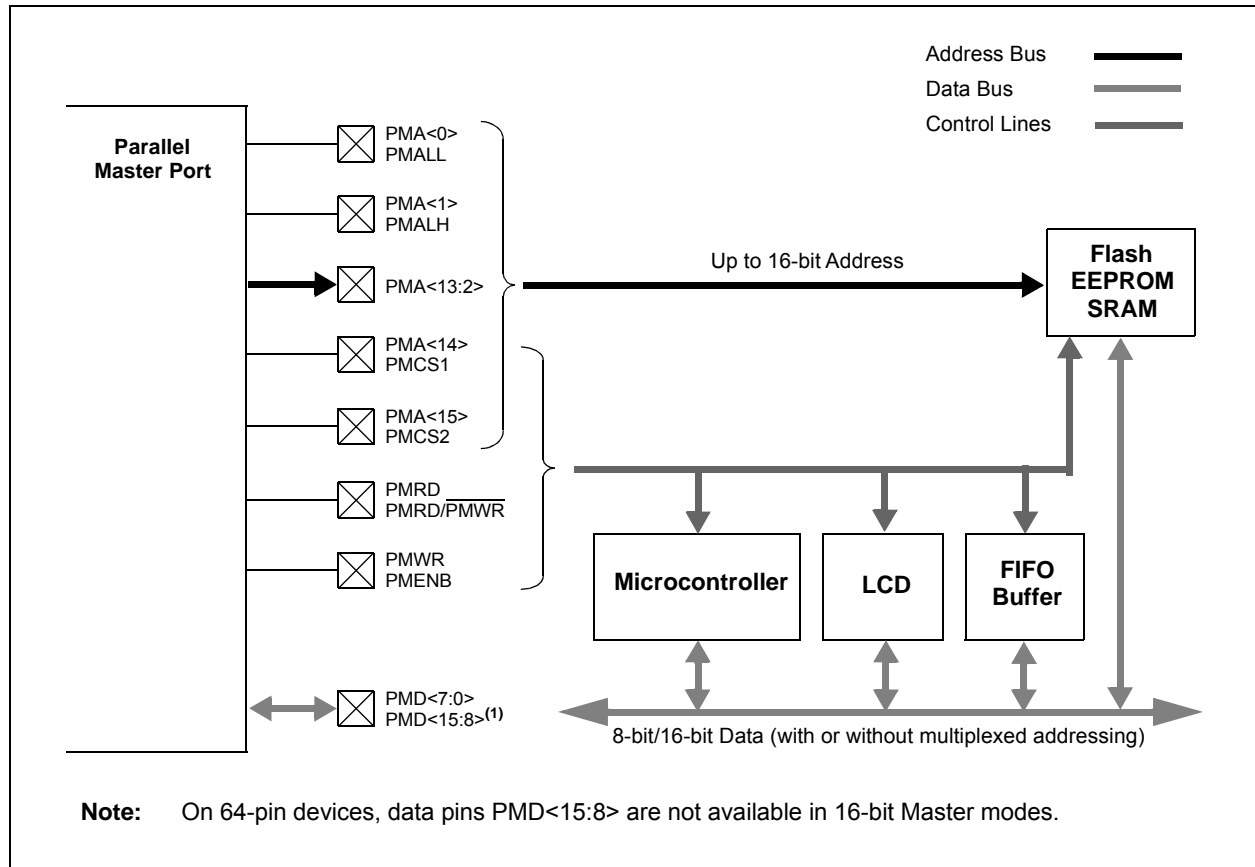 Address Bus
Data Bus
Control Lines
Parallel
Master Port
PMA<0>
PMALL
PMA<1>
PMALH
PMA<13:2>
PMA<14>
PMCS1
PMA<15>
PMCS2
PMRD
PMRD/PMWR
PMWR
PMENB
PMD<7:0>
PMD<15:8>(1)
Up to 16-bit Address
Flash
EEPROM
SRAM
Microcontroller
LCD
FIFO
Buffer
8-bit/16-bit Data (with or without multiplexed addressing)
Note: On 64-pin devices, data pins PMD<15:8> are not available in 16-bit Master modes.